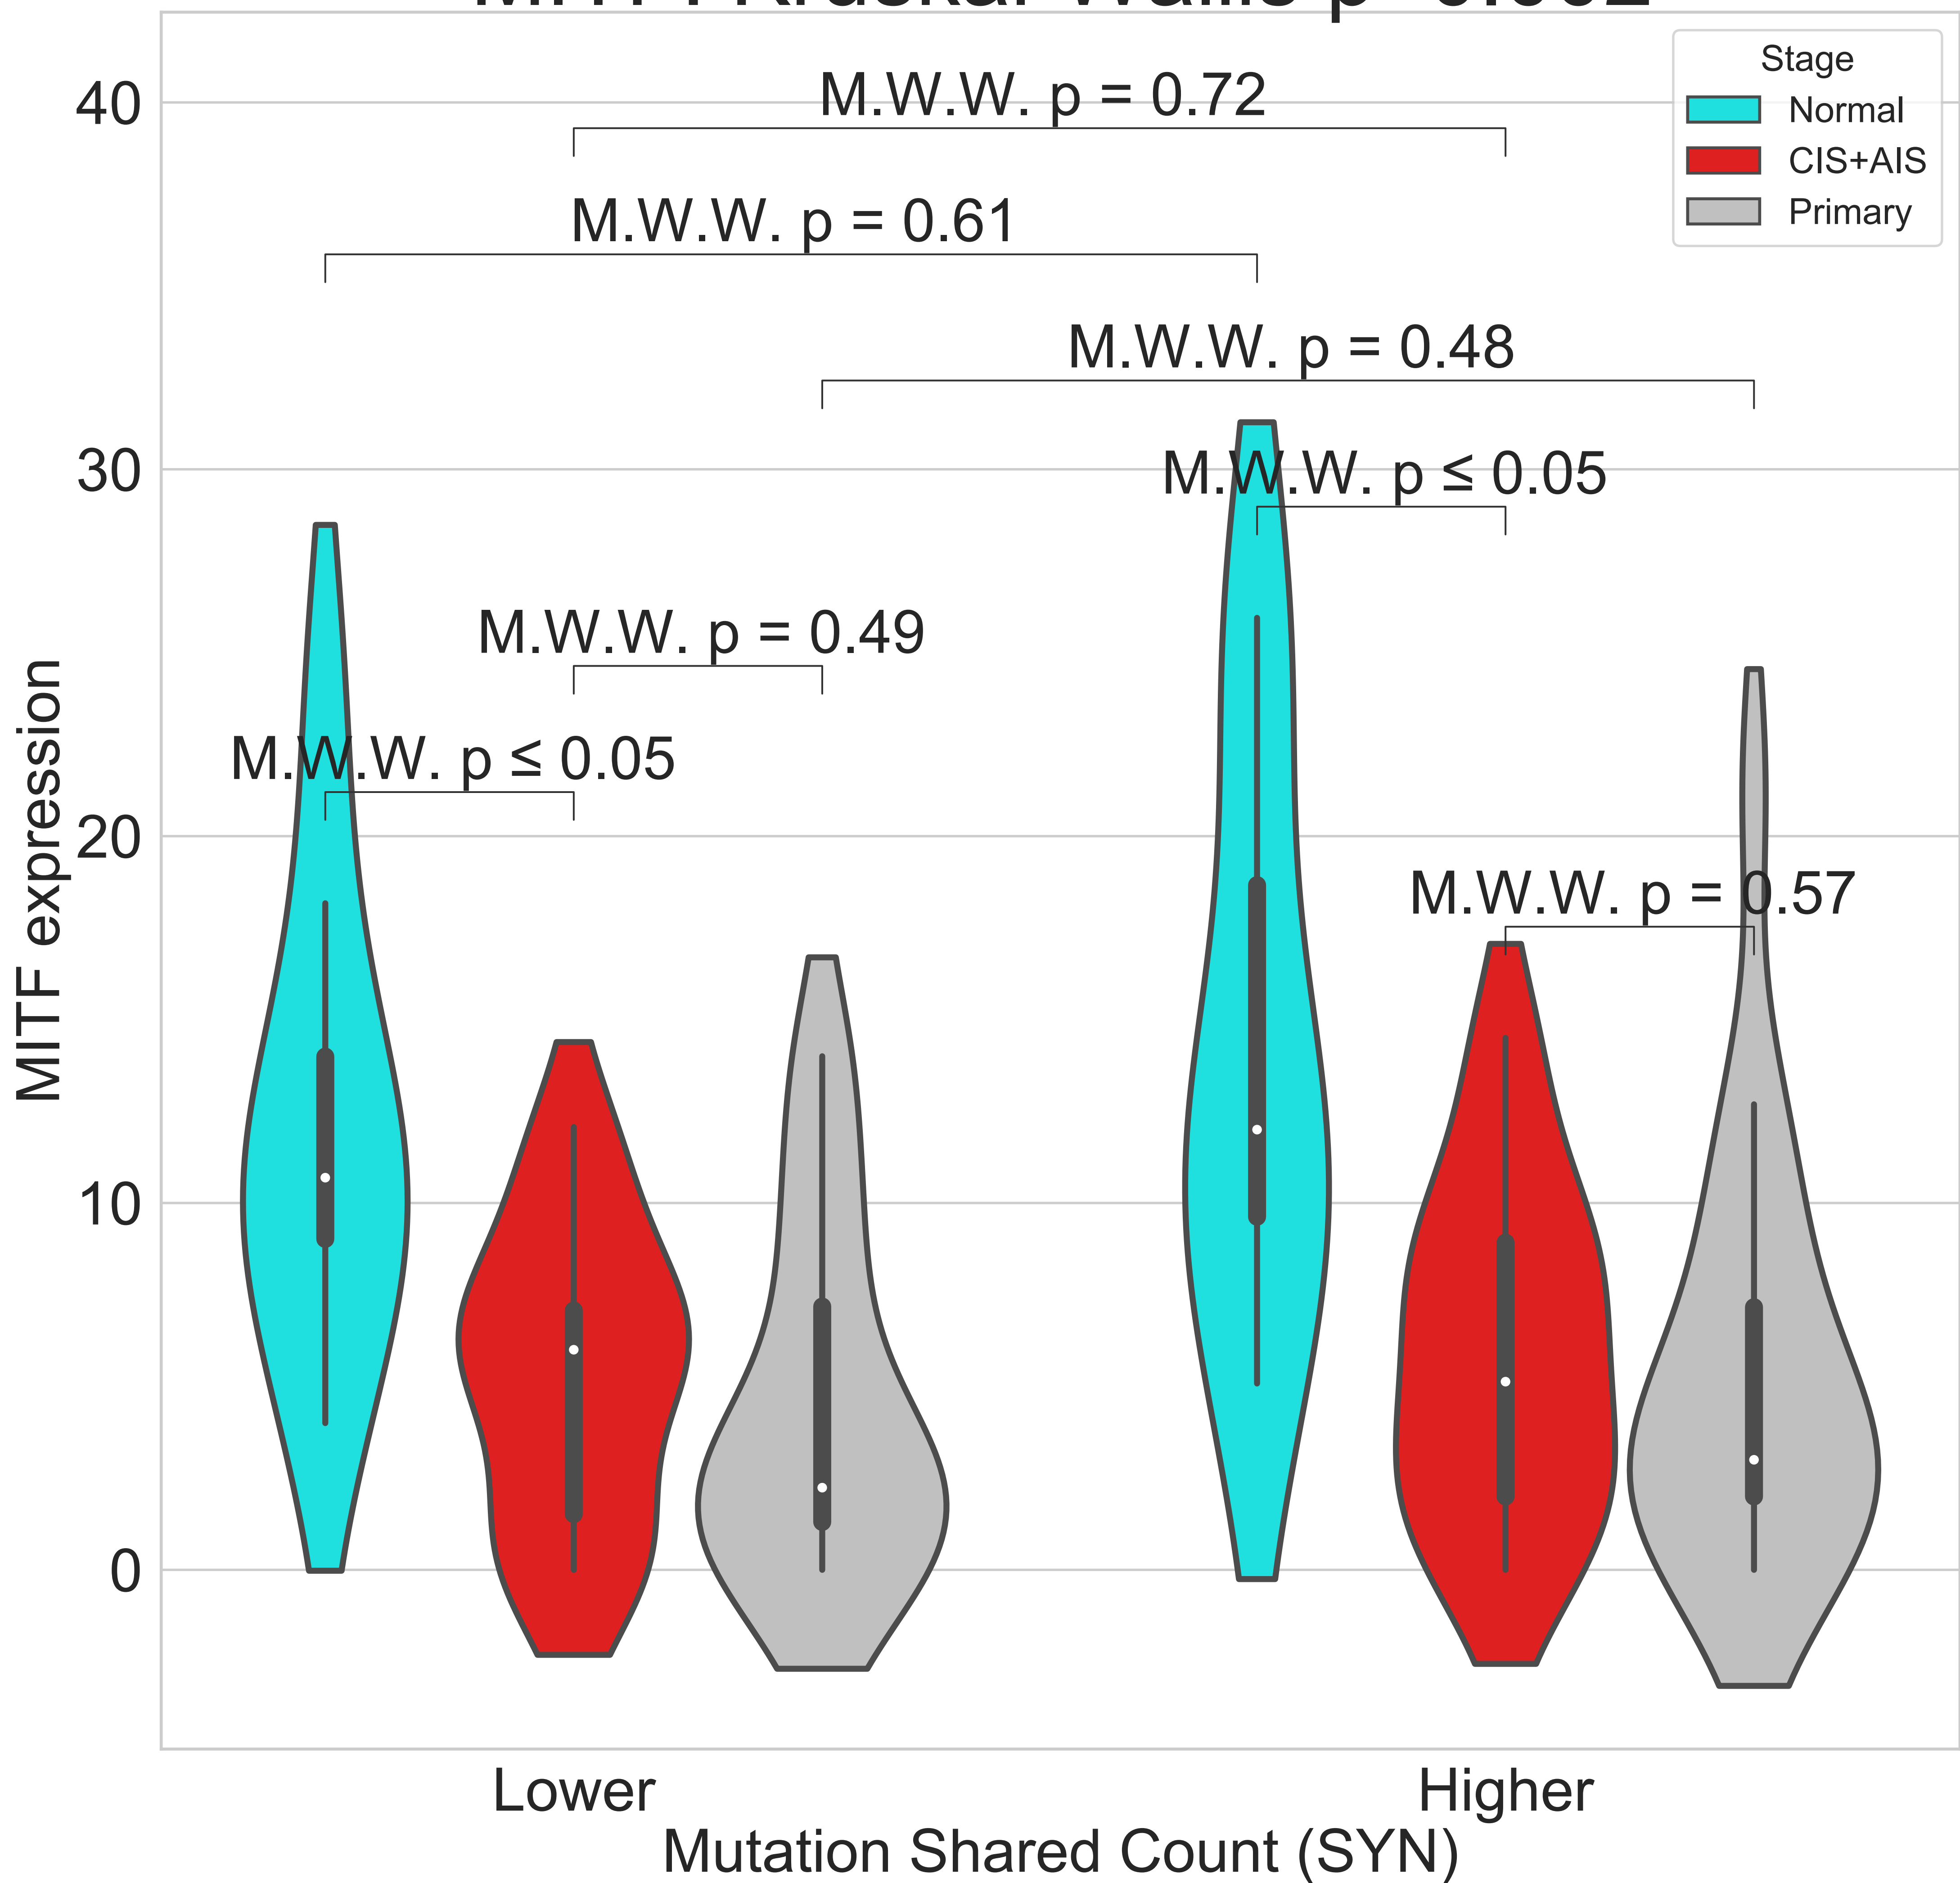 Stage
Normal
CIS+AIS
Primary
M.W.W. p = 0.72
M.W.W. p = 0.61
M.W.W. p = 0.48
M.W.W. p ≤ 0.05
M.W.W. p = 0.49
M.W.W. p ≤ 0.05
M.W.W. p = 0.57
40
30
20
10
0
MITF expression
Lower
Higher
Mutation Shared Count (SYN)